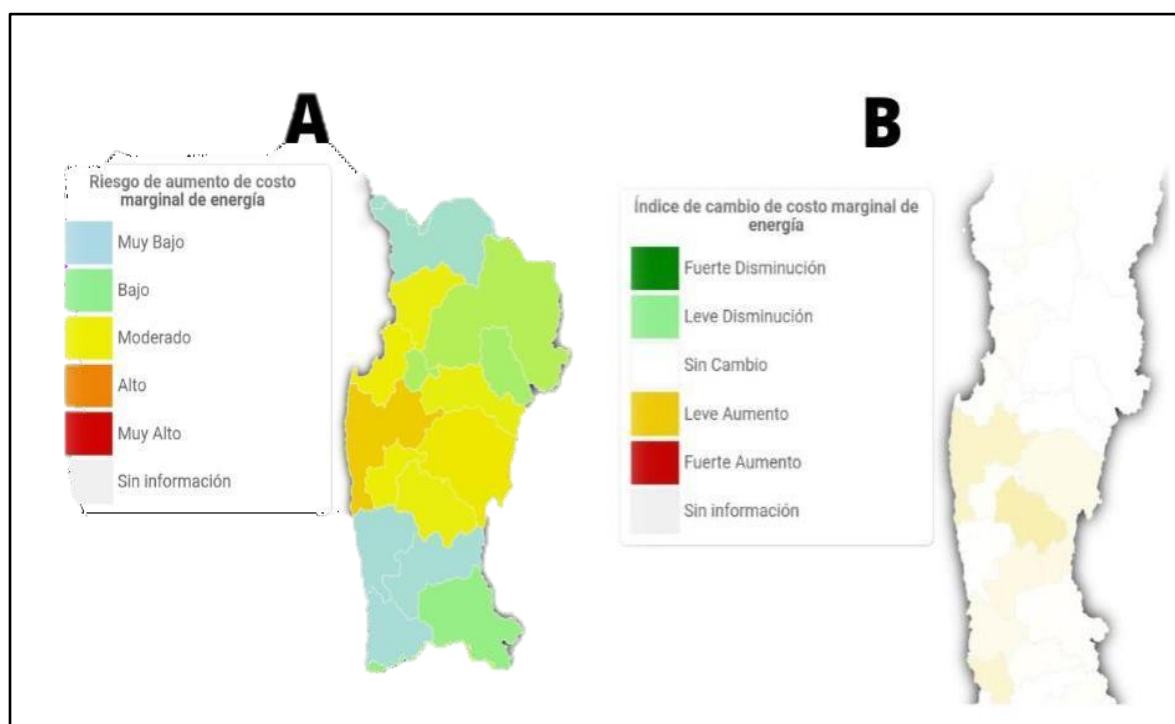 A
Riesgo de aumento de costo
marginal de energía
Muy Bajo
Bajo
Moderado
Alto
Muy Alto
Sin información
B
Índice de cambio de costo marginal de
energía
Fuerte Disminución
Leve Disminución
Sin Cambio
Leve Aumento
Fuerte Aumento
Sin información